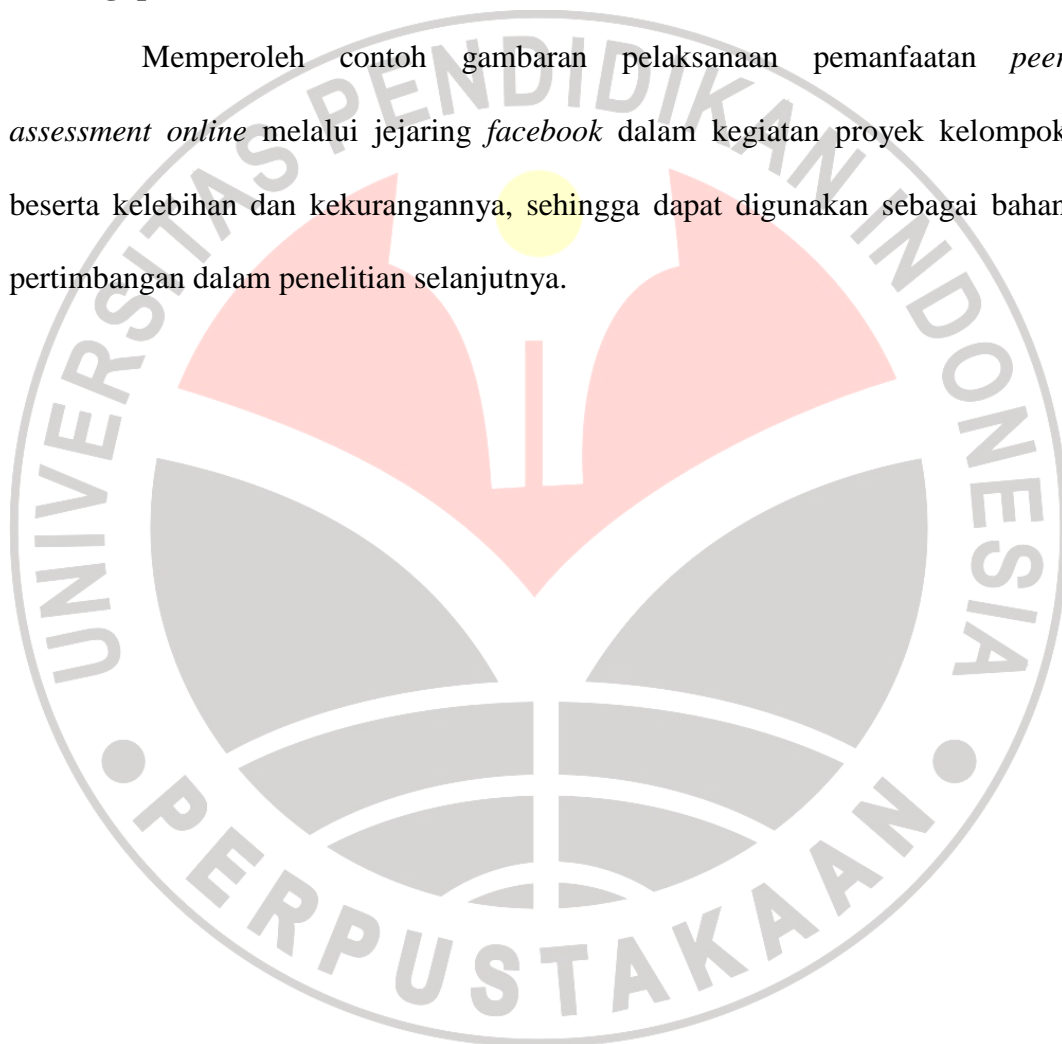 Memperoleh contoh gambaran pelaksanaan pemanfaatan peer
assessment online melalui jejaring facebook dalam kegiatan proyek kelompok
beserta kelebihan dan kekurangannya, sehingga dapat digunakan sebagai bahan
pertimbangan dalam penelitian selanjutnya.
UNIVERSITAS PENDIDIKAN INDONESIA
PERPUSTAKAAN